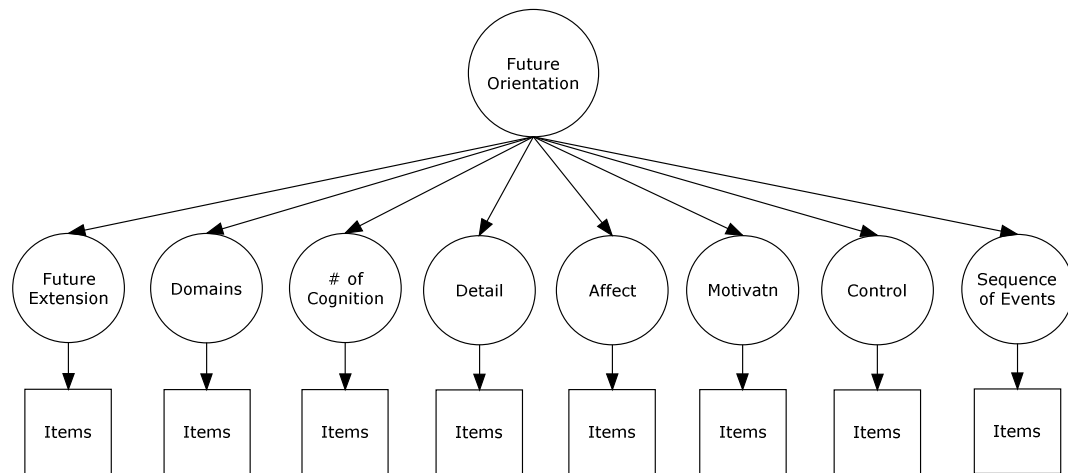 Future
Orientation
Future
Extension
Domains
# of
Cognition
Detail
Affect
Motivatn
Control
Sequence
of Events
Items
Items
Items
Items
Items
Items
Items
Items